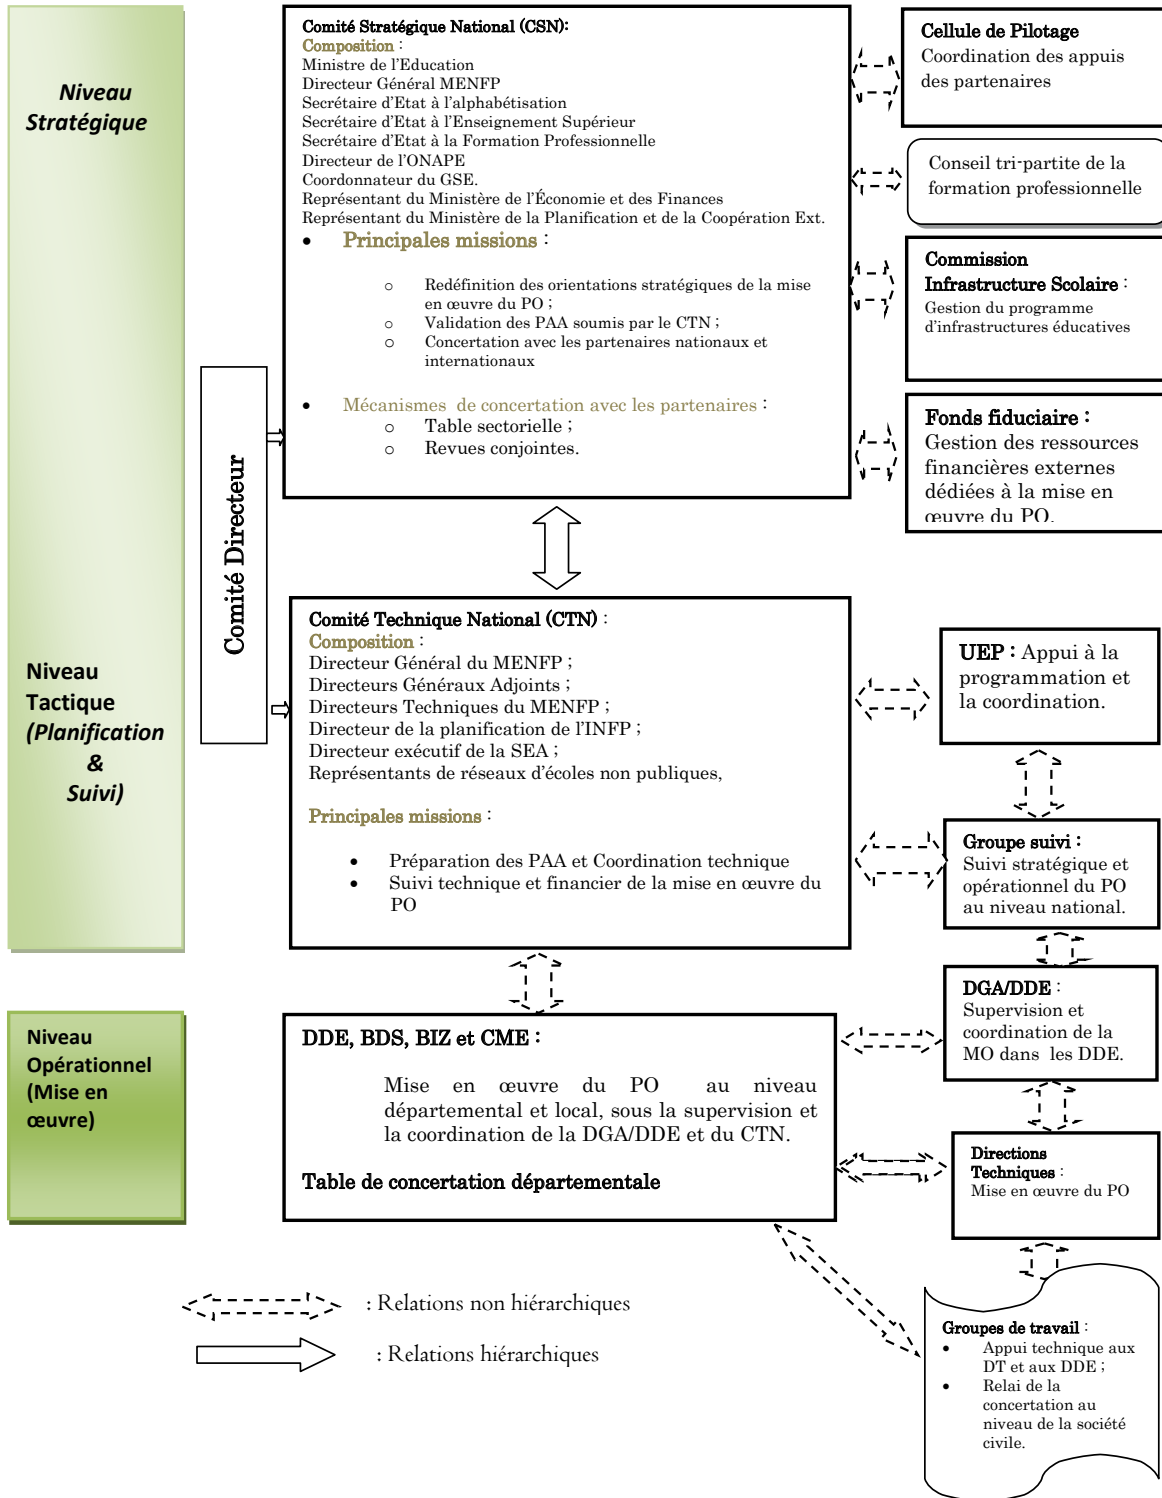 Niveau
Stratégique
Comité Stratégique National (CSN):
Composition :
Ministre de l'Education
Directeur Général MENFP
Secrétaire d'Etat à l'alphabétisation
Secrétaire d'Etat à l'Enseignement Supérieur
Secrétaire d'Etat à la Formation Professionnelle
Directeur de l'ONAPE
Coordonnateur du GSE.
Représentant du Ministère de l'Économie et des Finances
Représentant du Ministère de la Planification et de la Coopération Ext.
• Principales missions :
o Redéfinition des orientations stratégiques de la mise
en œuvre du PO ;
o Validation des PAA soumis par le CTN ;
o Concertation avec les partenaires nationaux et
internationaux
• Mécanismes de concertation avec les partenaires :
o Table sectorielle ;
o Revues conjointes.
Cellule de Pilotage
Coordination des appuis
des partenaires
Conseil tri-partite de la
formation professionnelle
Commission
Infrastructure Scolaire :
Gestion du programme
d'infrastructures éducatives
Fonds fiduciaire :
Gestion des ressources
financières externes
dédiées à la mise en
œuvre du PO.
Comité Directeur
Niveau
Tactique
(Planification
&
Suivi)
Comité Technique National (CTN) :
Composition :
Directeur Général du MENFP ;
Directeurs Généraux Adjoints ;
Directeurs Techniques du MENFP ;
Directeur de la planification de l'INFP ;
Directeur exécutif de la SEA ;
Représentants de réseaux d'écoles non publiques,
Principales missions :
• Préparation des PAA et Coordination technique
• Suivi technique et financier de la mise en œuvre du
PO
UEP : Appui à la
programmation et
la coordination.
Groupe suivi :
Suivi stratégique et
opérationnel du PO
au niveau national.
DGA/DDE :
Supervision et
coordination de la
MO dans les DDE.
Niveau
Opérationnel
(Mise en
œuvre)
DDE, BDS, BIZ et CME :
Mise en œuvre du PO au niveau
départemental et local, sous la supervision et
la coordination de la DGA/DDE et du CTN.
Table de concertation départementale
Directions
Techniques :
Mise en œuvre du PO
: Relations non hiérarchiques
: Relations hiérarchiques
Groupes de travail :
• Appui technique aux
DT et aux DDE ;
• Relai de la
concertation au
niveau de la société
civile.